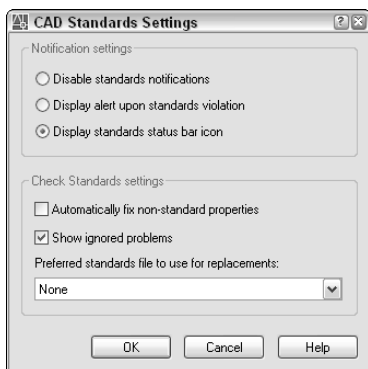 CAD Standards Settings
Notification settings
Disable standards notifications
Display alert upon standards violation
Display standards status bar icon
Check Standards settings
Automatically fix non-standard properties
Show ignored problems
Preferred standards file to use for replacements:
None
OK Cancel Help